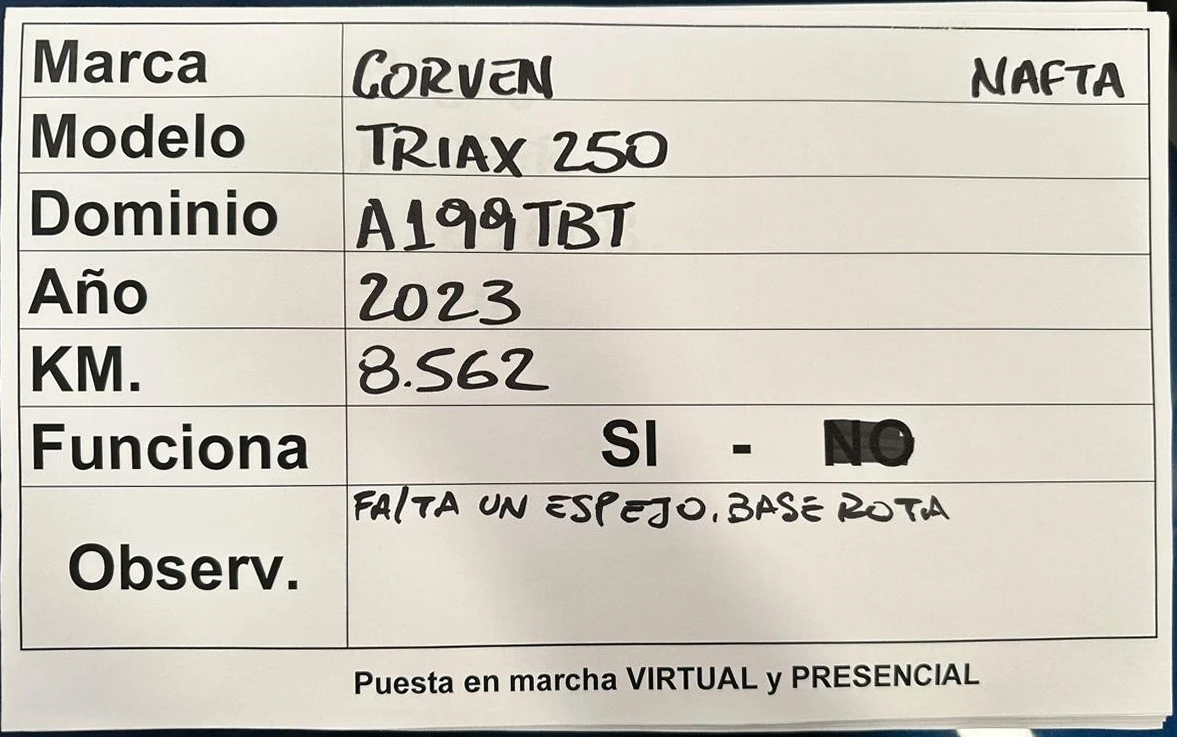 Marca CORVEN NAFTA
Modelo TRIAX 250
Dominio A199TBT
Año 2023
KM. 8.562
Funciona SI - NO
Observ. FALTA UN ESPEJO. BASE ROTA
Puesta en marcha VIRTUAL y PRESENCIAL